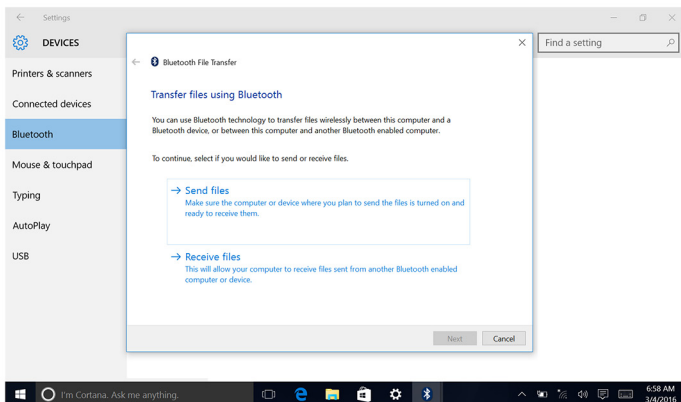 Settings
DEVICES
Find a setting
Printers & scanners
Connected devices
Bluetooth
Mouse & touchpad
Typing
AutoPlay
USB
Bluetooth File Transfer
Transfer files using Bluetooth
You can use Bluetooth technology to transfer files wirelessly between this computer and a
Bluetooth device, or between this computer and another Bluetooth enabled computer.
To continue, select if you would like to send or receive files.
Send files
Make sure the computer or device where you plan to send the files is turned on and
ready to receive them.
Receive files
This will allow your computer to receive files sent from another Bluetooth enabled
computer or device.
Next Cancel
I'm Cortana. Ask me anything.
6:58 AM
3/4/2016